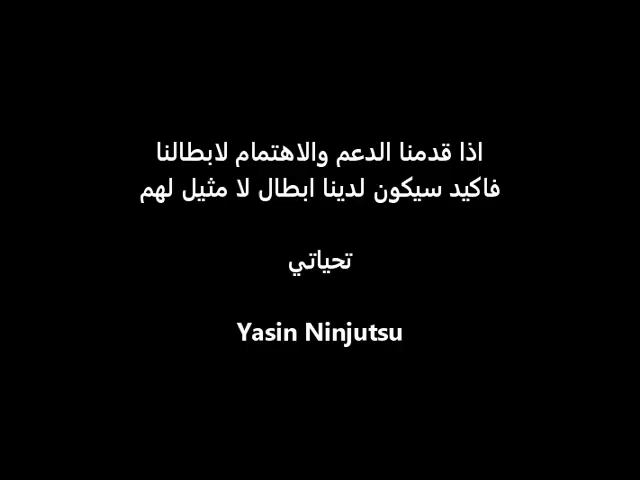 اذا قدمنا الدعم والاهتمام لابطالنا
فاكيد سيكون لدينا ابطال لا مثيل لهم
تحياتي
Yasin Ninjutsu